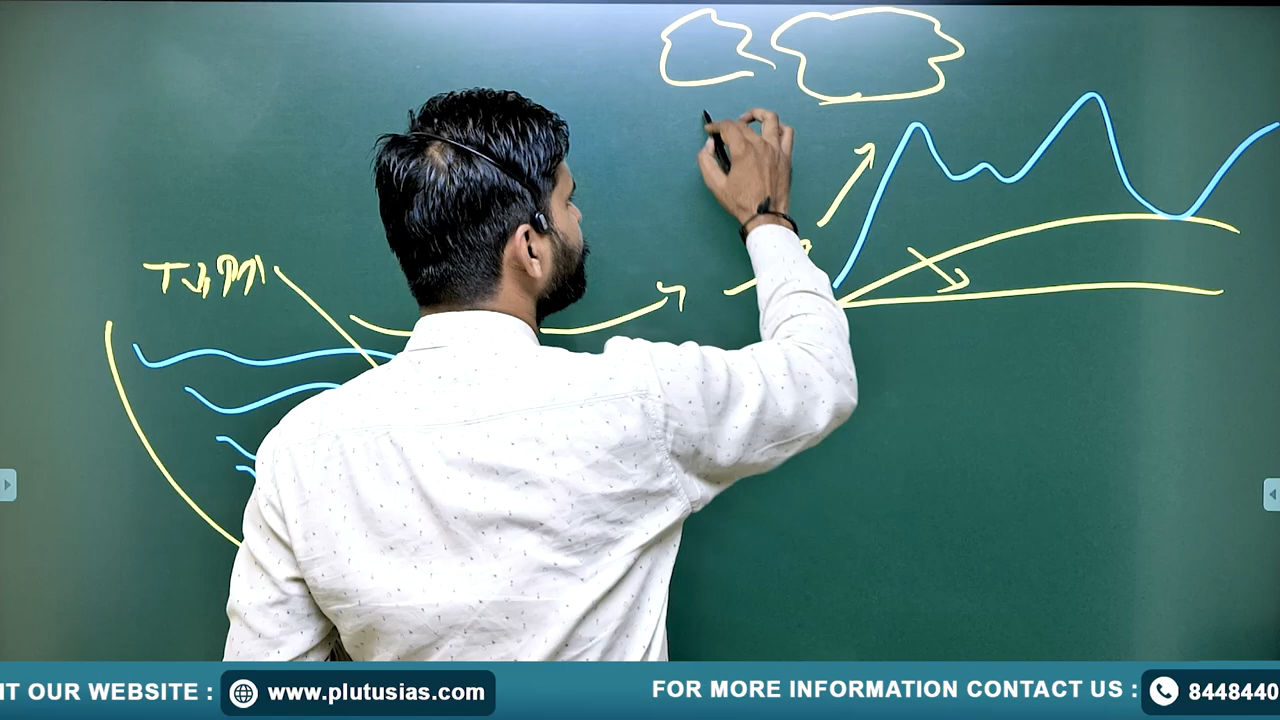 IT OUR WEBSITE :
www.plutusias.com
FOR MORE INFORMATION CONTACT US :
8448440